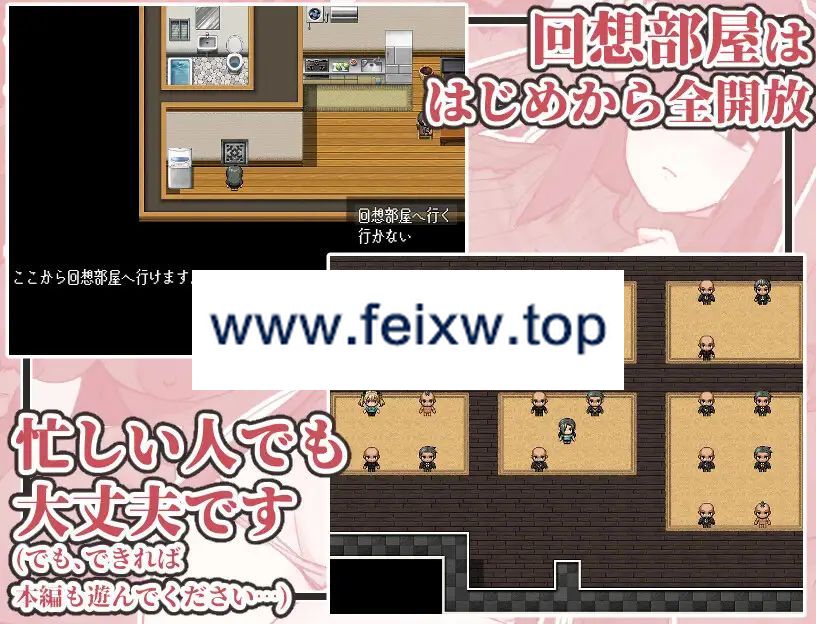 回想部屋は
はじめから全開放
回想部屋へ行く
行かない
ここから回想部屋へ行けます。
www.feixw.top
忙しい人でも
大丈夫です
(でも、できれば
本編も遊んでください…)